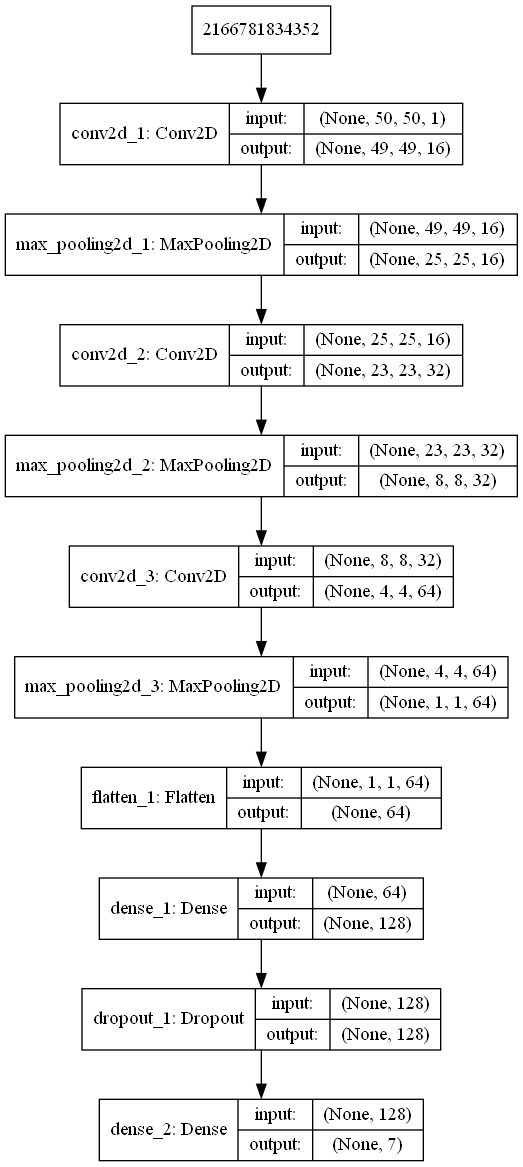 2166781834352
conv2d_1: Conv2D
input:
(None, 50, 50, 1)
output:
(None, 49, 49, 16)
max_pooling2d_1: MaxPooling2D
input:
(None, 49, 49, 16)
output:
(None, 25, 25, 16)
conv2d_2: Conv2D
input:
(None, 25, 25, 16)
output:
(None, 23, 23, 32)
max_pooling2d_2: MaxPooling2D
input:
(None, 23, 23, 32)
output:
(None, 8, 8, 32)
conv2d_3: Conv2D
input:
(None, 8, 8, 32)
output:
(None, 4, 4, 64)
max_pooling2d_3: MaxPooling2D
input:
(None, 4, 4, 64)
output:
(None, 1, 1, 64)
flatten_1: Flatten
input:
(None, 1, 1, 64)
output:
(None, 64)
dense_1: Dense
input:
(None, 64)
output:
(None, 128)
dropout_1: Dropout
input:
(None, 128)
output:
(None, 128)
dense_2: Dense
input:
(None, 128)
output:
(None, 7)